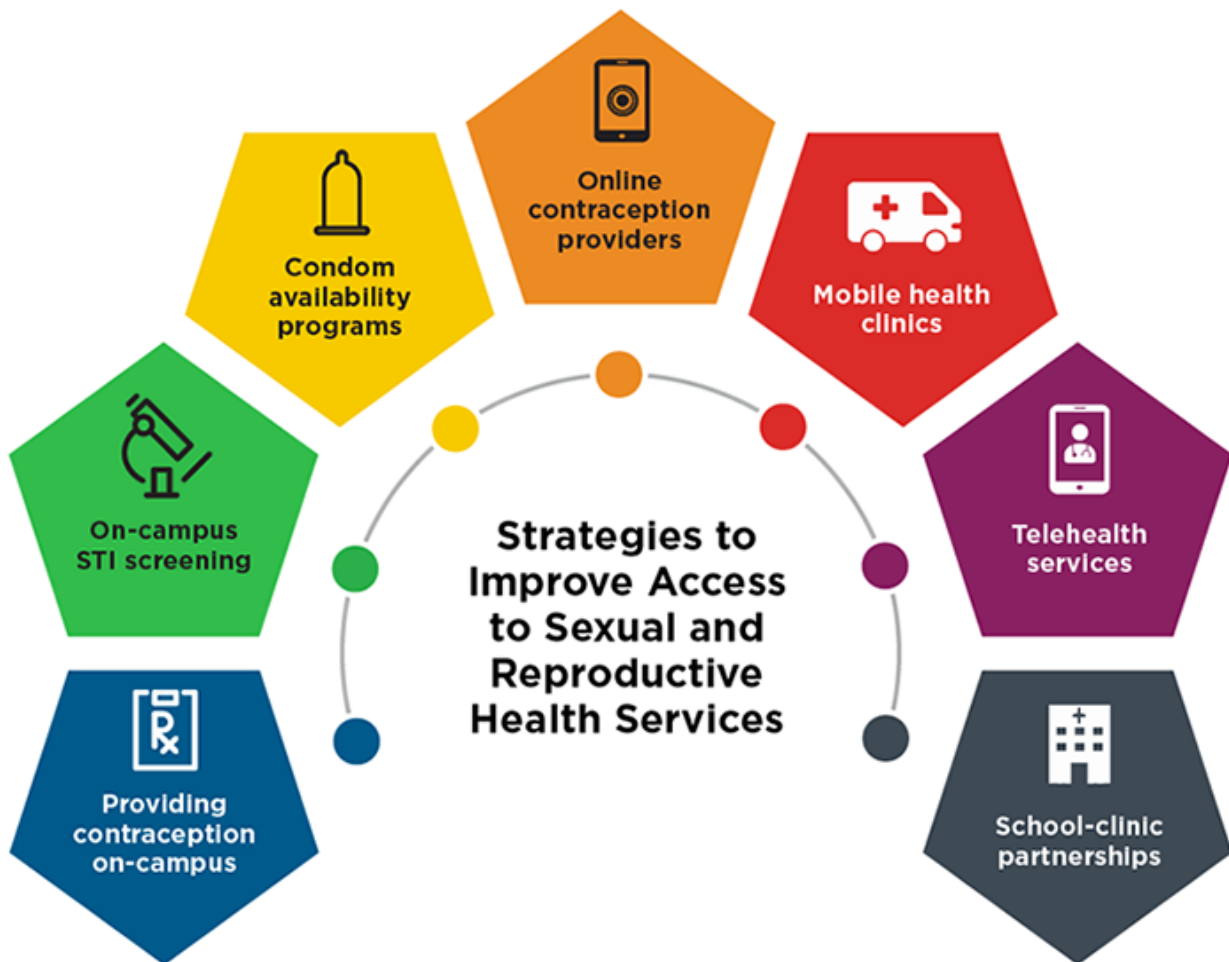 Online
contraception
providers
Condom
availability
programs
Mobile health
clinics
On-campus
STI screening
Telehealth
services
Strategies to
Improve Access
to Sexual and
Reproductive
Health Services
Rx
Providing
contraception
on-campus
School-clinic
partnerships